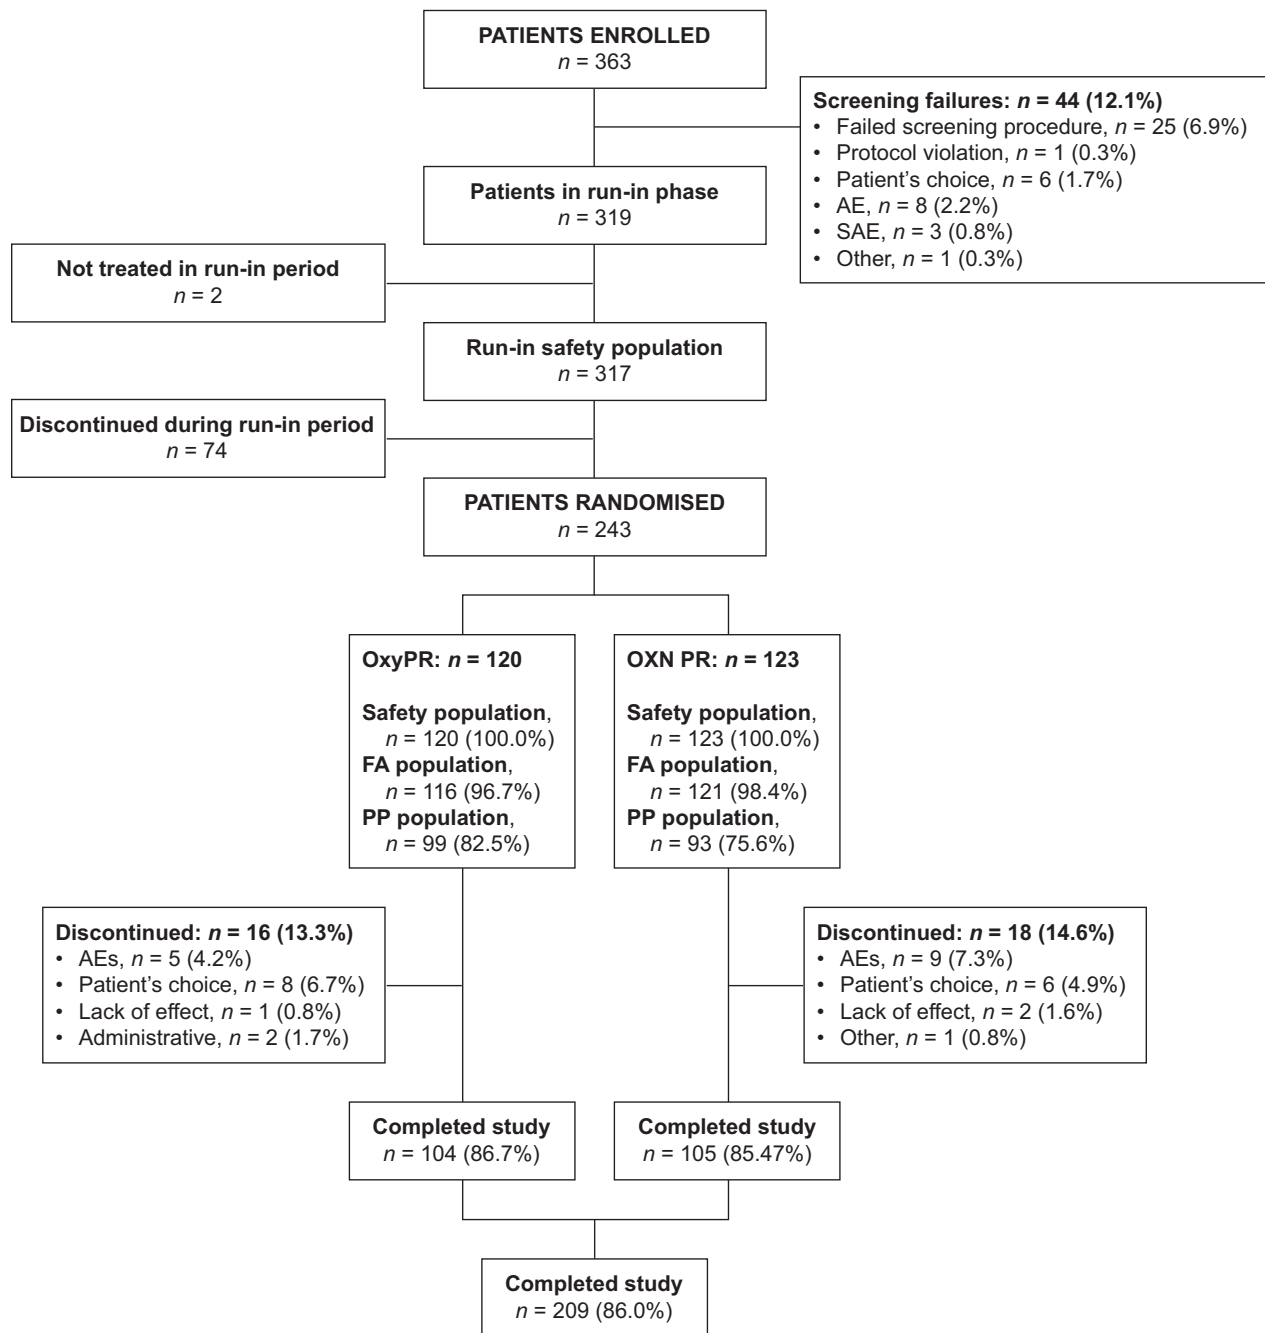 PATIENTS ENROLLED
n = 363
Screening failures: n = 44 (12.1%)
• Failed screening procedure, n = 25 (6.9%)
• Protocol violation, n = 1 (0.3%)
• Patient’s choice, n = 6 (1.7%)
• AE, n = 8 (2.2%)
• SAE, n = 3 (0.8%)
• Other, n = 1 (0.3%)
Patients in run-in phase
n = 319
Not treated in run-in period
n = 2
Run-in safety population
n = 317
Discontinued during run-in period
n = 74
PATIENTS RANDOMISED
n = 243
OxyPR: n = 120
Safety population,
n = 120 (100.0%)
FA population,
n = 116 (96.7%)
PP population,
n = 99 (82.5%)
OXN PR: n = 123
Safety population,
n = 123 (100.0%)
FA population,
n = 121 (98.4%)
PP population,
n = 93 (75.6%)
Discontinued: n = 16 (13.3%)
• AEs, n = 5 (4.2%)
• Patient’s choice, n = 8 (6.7%)
• Lack of effect, n = 1 (0.8%)
• Administrative, n = 2 (1.7%)
Discontinued: n = 18 (14.6%)
• AEs, n = 9 (7.3%)
• Patient’s choice, n = 6 (4.9%)
• Lack of effect, n = 2 (1.6%)
• Other, n = 1 (0.8%)
Completed study
n = 104 (86.7%)
Completed study
n = 105 (85.47%)
Completed study
n = 209 (86.0%)